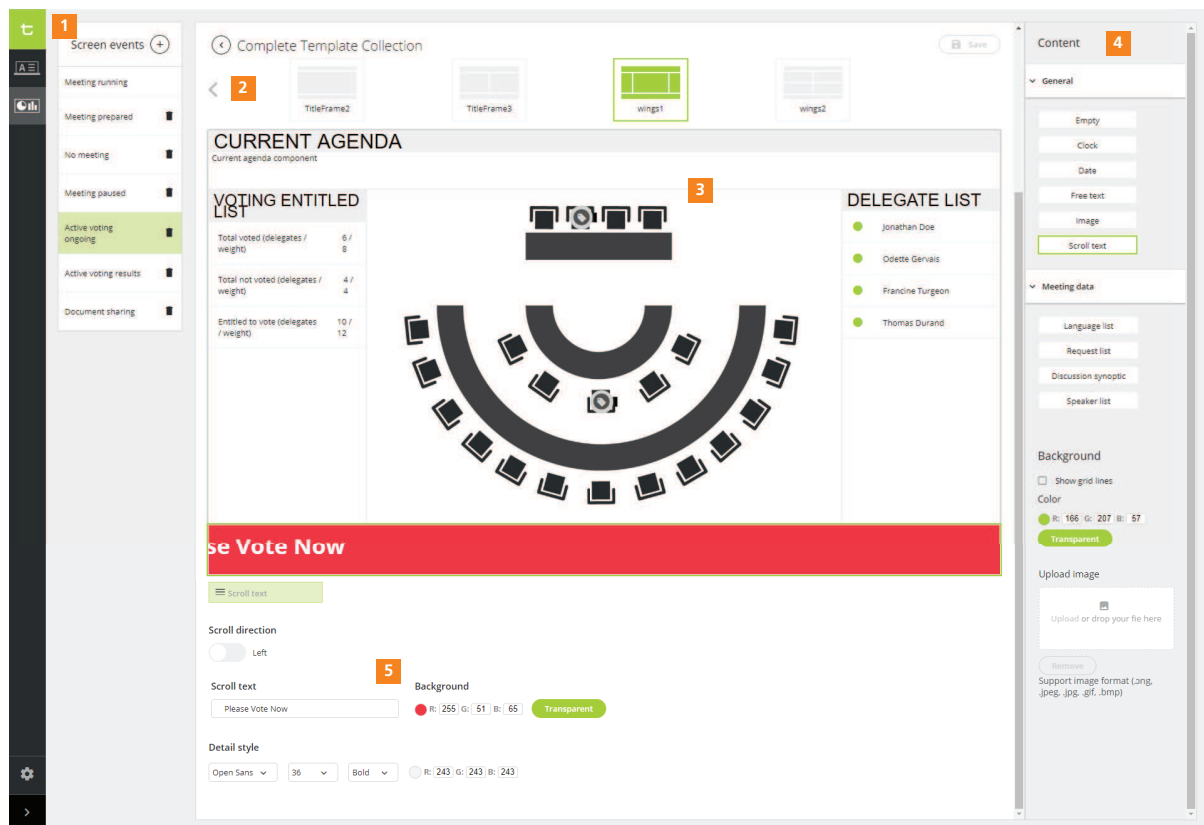 1
Screen events
Meeting running
Meeting prepared
No meeting
Meeting paused
Active voting
ongoing
Active voting results
Document sharing
Complete Template Collection
Save
2
TitleFrame2
TitleFrame3
wings1
wings2
CURRENT AGENDA
Current agenda component
3
VOTING ENTITLED
LIST
Total voted (delegates / 6 /
weight) 8
Total not voted (delegates / 4 /
weight) 4
Entitled to vote (delegates 10 /
/ weight) 12
DELEGATE LIST
Jonathan Doe
Odette Gervais
Francine Turgeon
Thomas Durand
se Vote Now
Scroll text
Scroll direction
Left
5
Scroll text
Please Vote Now
Background
R: 255 G: 51 B: 65 Transparent
Detail style
Open Sans 36 Bold R: 243 G: 243 B: 243
Content 4
General
Empty
Clock
Date
Free text
Image
Scroll text
Meeting data
Language list
Request list
Discussion synoptic
Speaker list
Background
Show grid lines
Color
R: 166 G: 207 B: 57
Transparent
Upload image
Upload or drop your fie here
Remove
Support image format (.png,
.jpeg, .jpg, .gif, .bmp)